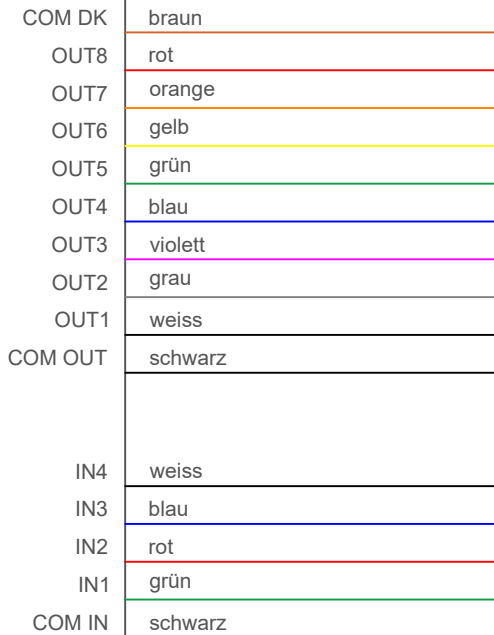 COM DK braun
OUT8 rot
OUT7 orange
OUT6 gelb
OUT5 grün
OUT4 blau
OUT3 violett
OUT2 grau
OUT1 weiss
COM OUT schwarz
IN4 weiss
IN3 blau
IN2 rot
IN1 grün
COM IN schwarz